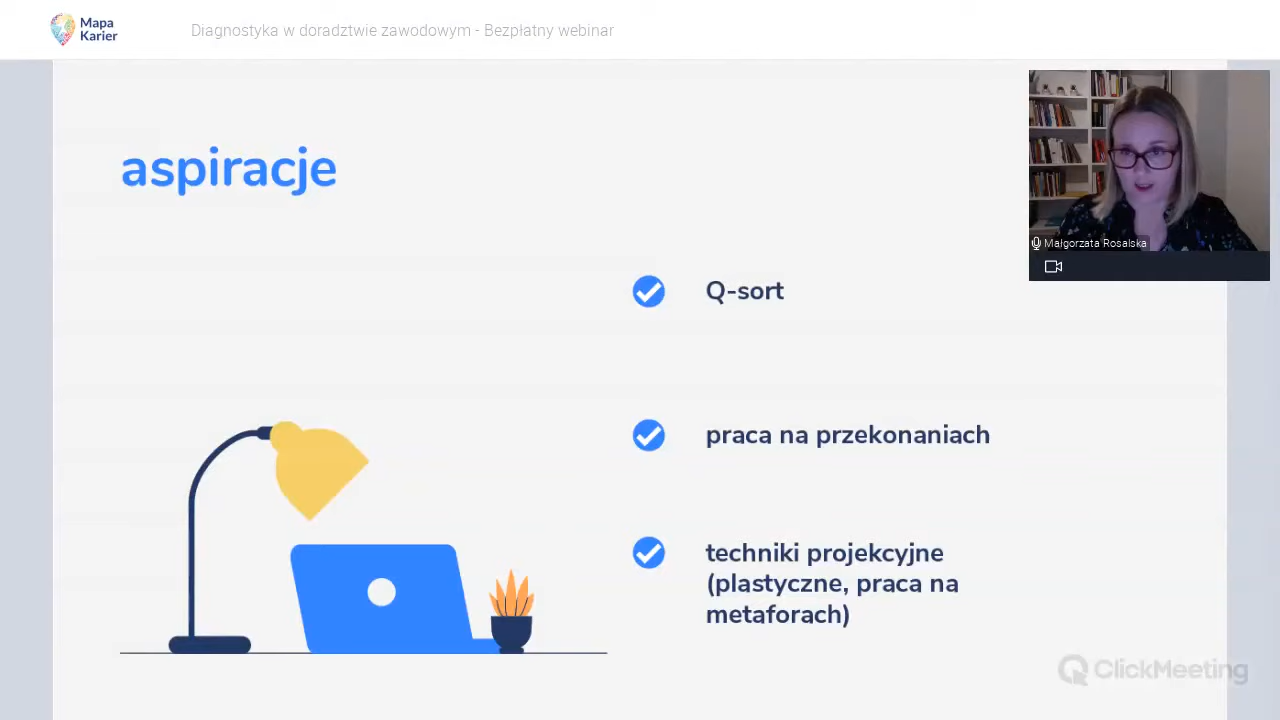 Mapa
Karier
Diagnostyka w doradztwie zawodowym - Bezpłatny webinar
aspiracje
Małgorzata Rosalska
Q-sort
praca na przekonaniach
techniki projekcyjne
(plastyczne, praca na
metaforach)
ClickMeeting